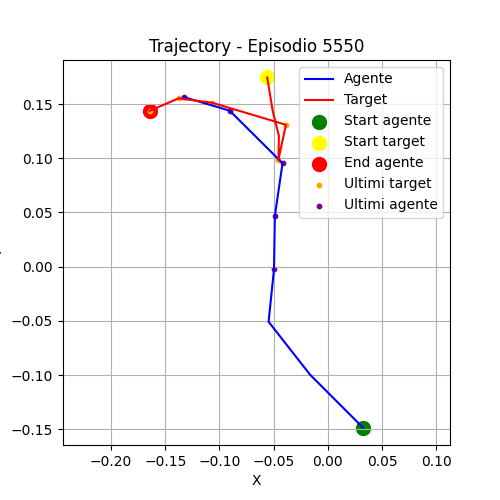 Trajectory - Episodio 5550
Agente
Target
Start agente
Start target
End agente
Ultimi target
Ultimi agente
0.15
0.10
0.05
0.00
−0.05
−0.10
−0.15
−0.20 −0.15 −0.10 −0.05 0.00 0.05 0.10
X